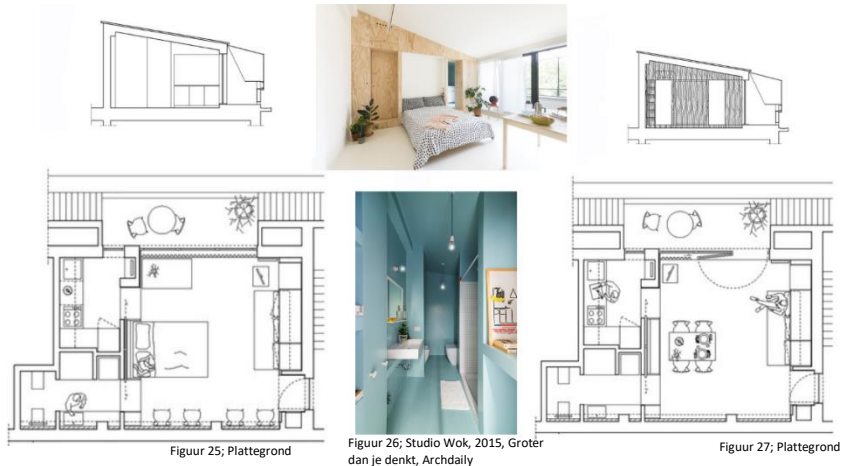 Figuur 25; Plattegrond
Figuur 26; Studio Wok, 2015, Groter
dan je denkt, Archdaily
Figuur 27; Plattegrond